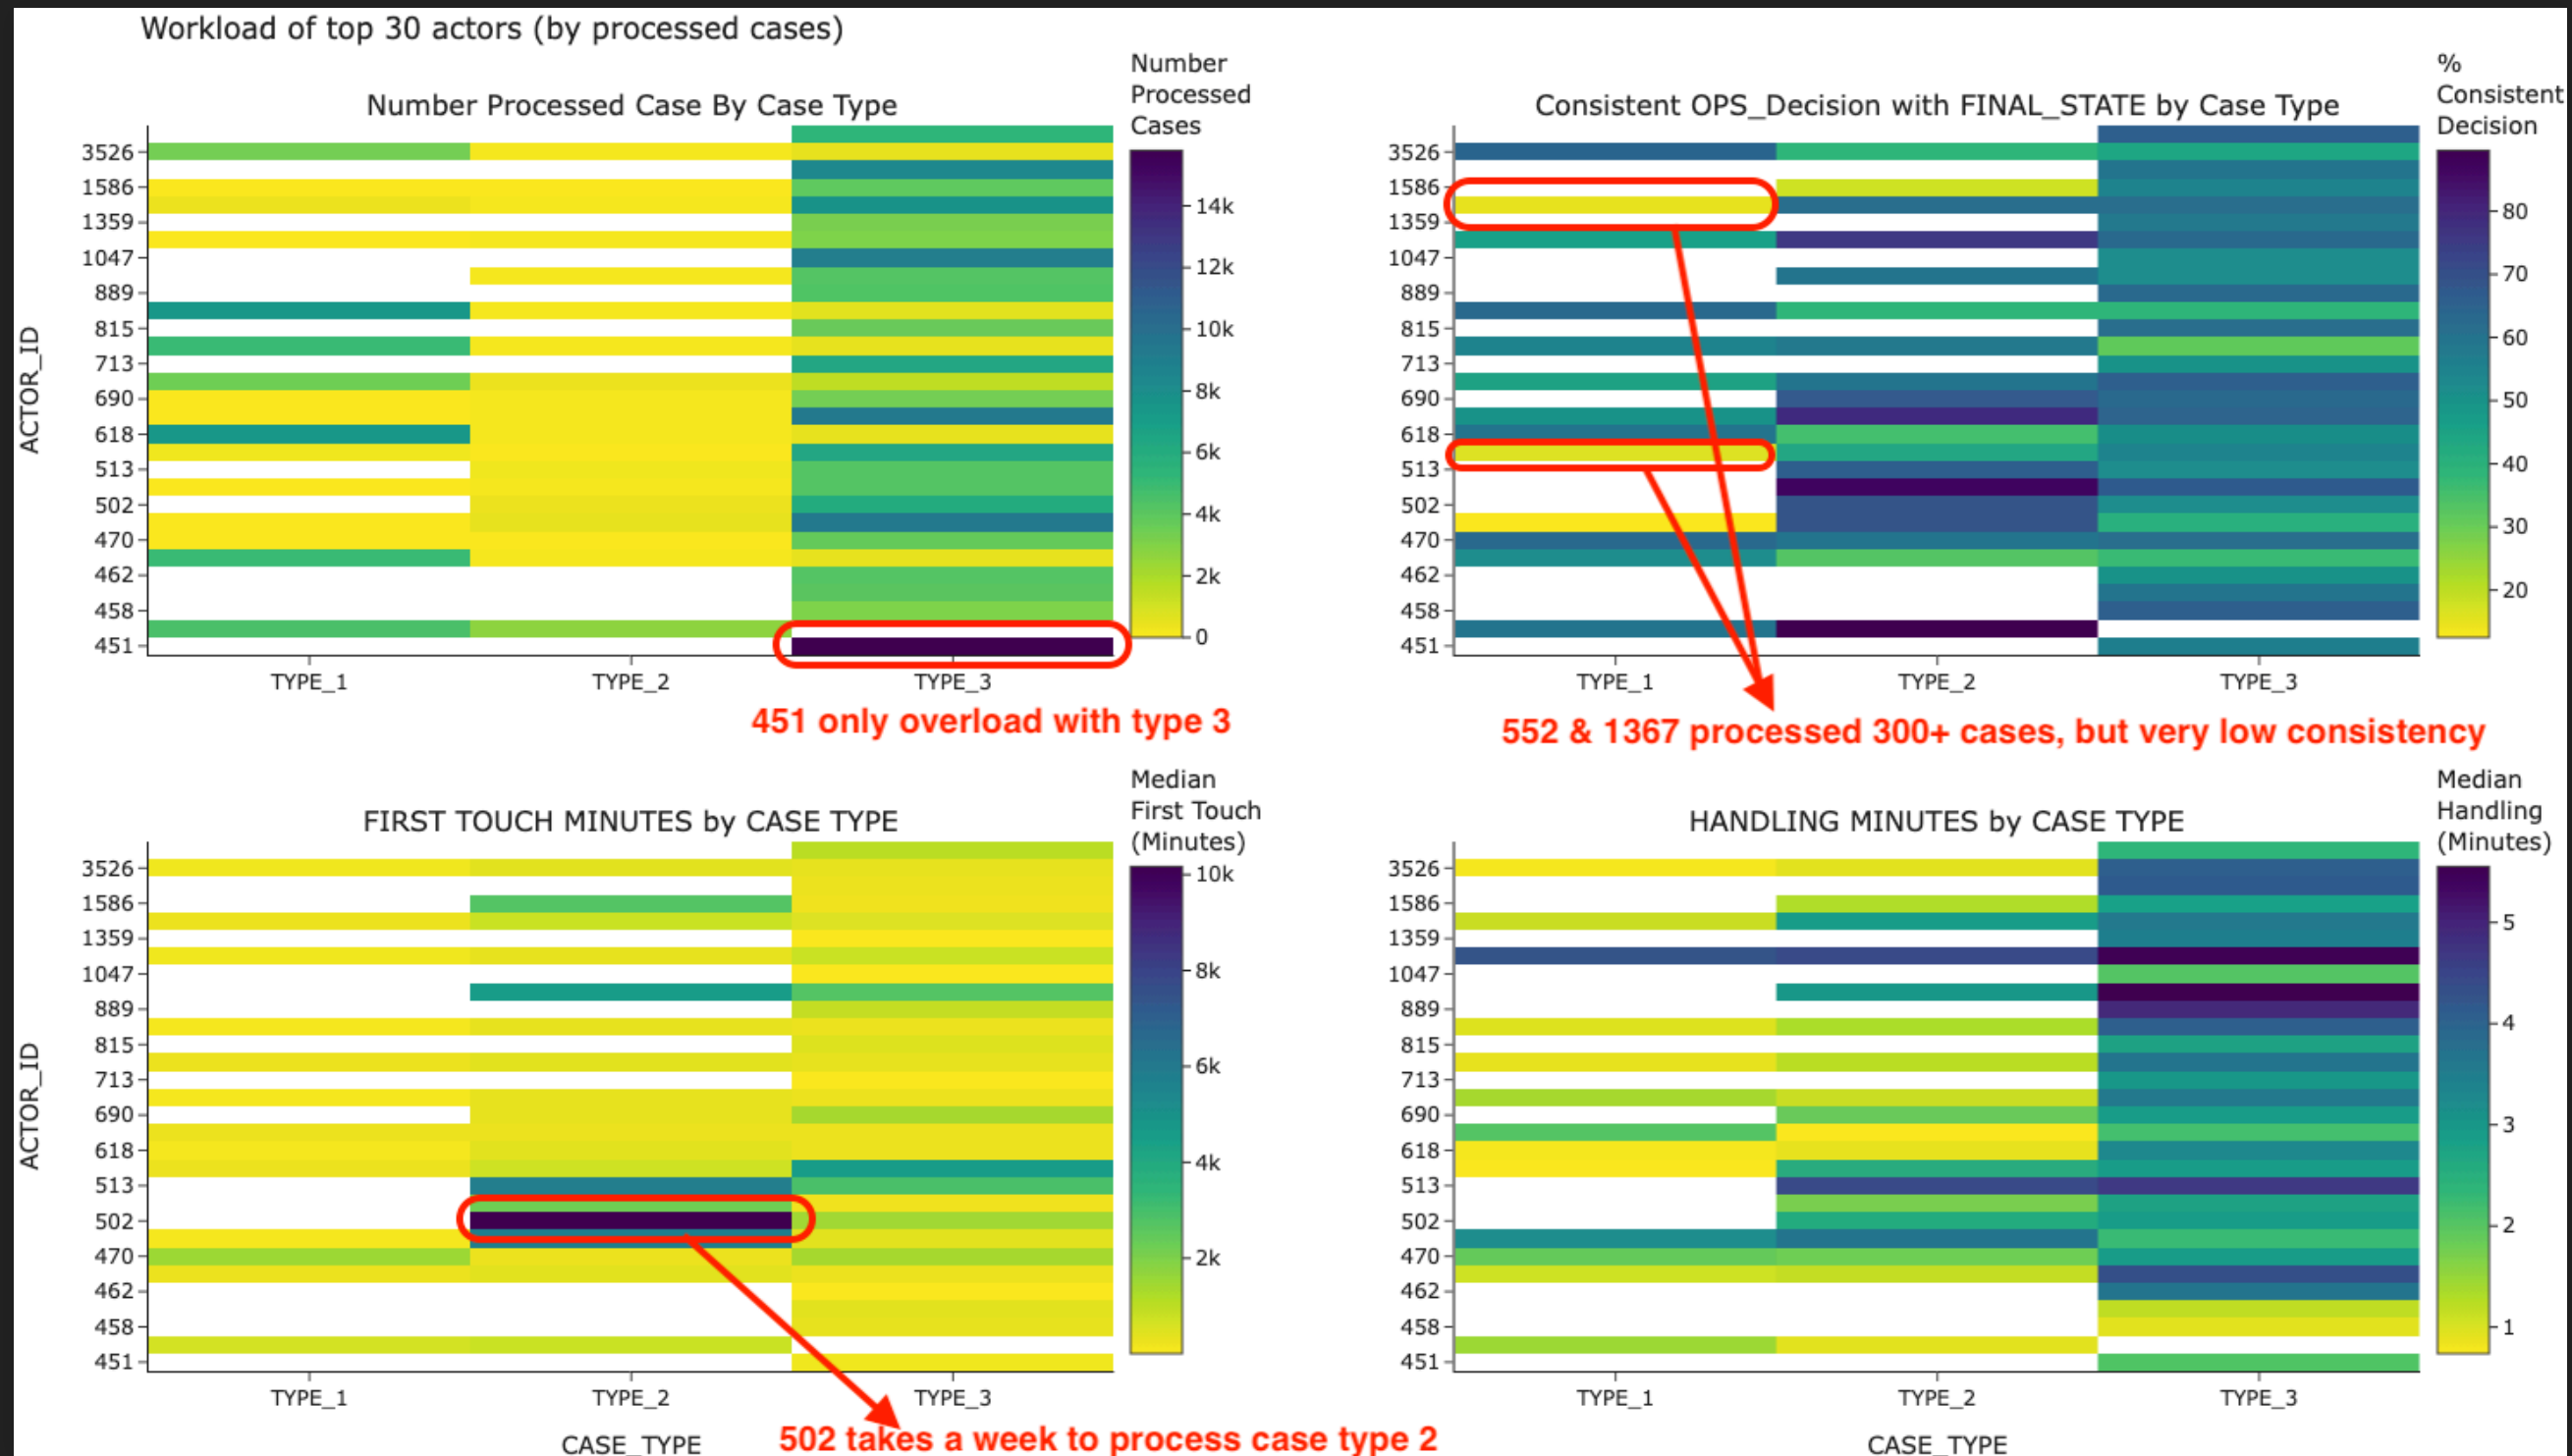 Workload of top 30 actors (by processed cases)
Number Processed Case By Case Type
Number
Processed
Cases
ACTOR_ID
3526
1586
1359
1047
889
815
713
690
618
513
502
470
462
458
451
TYPE_1
TYPE_2
TYPE_3
14k
12k
10k
8k
6k
4k
2k
0
451 only overload with type 3
Consistent OPS_Decision with FINAL_STATE by Case Type
%
Consistent
Decision
3526
1586
1359
1047
889
815
713
690
618
513
502
470
462
458
451
TYPE_1
TYPE_2
TYPE_3
80
70
60
50
40
30
20
552 & 1367 processed 300+ cases, but very low consistency
FIRST TOUCH MINUTES by CASE TYPE
Median
First Touch
(Minutes)
ACTOR_ID
3526
1586
1359
1047
889
815
713
690
618
513
502
470
462
458
451
TYPE_1
TYPE_2
TYPE_3
CASE_TYPE
10k
8k
6k
4k
2k
502 takes a week to process case type 2
HANDLING MINUTES by CASE TYPE
Median
Handling
(Minutes)
3526
1586
1359
1047
889
815
713
690
618
513
502
470
462
458
451
TYPE_1
TYPE_2
TYPE_3
CASE_TYPE
5
4
3
2
1